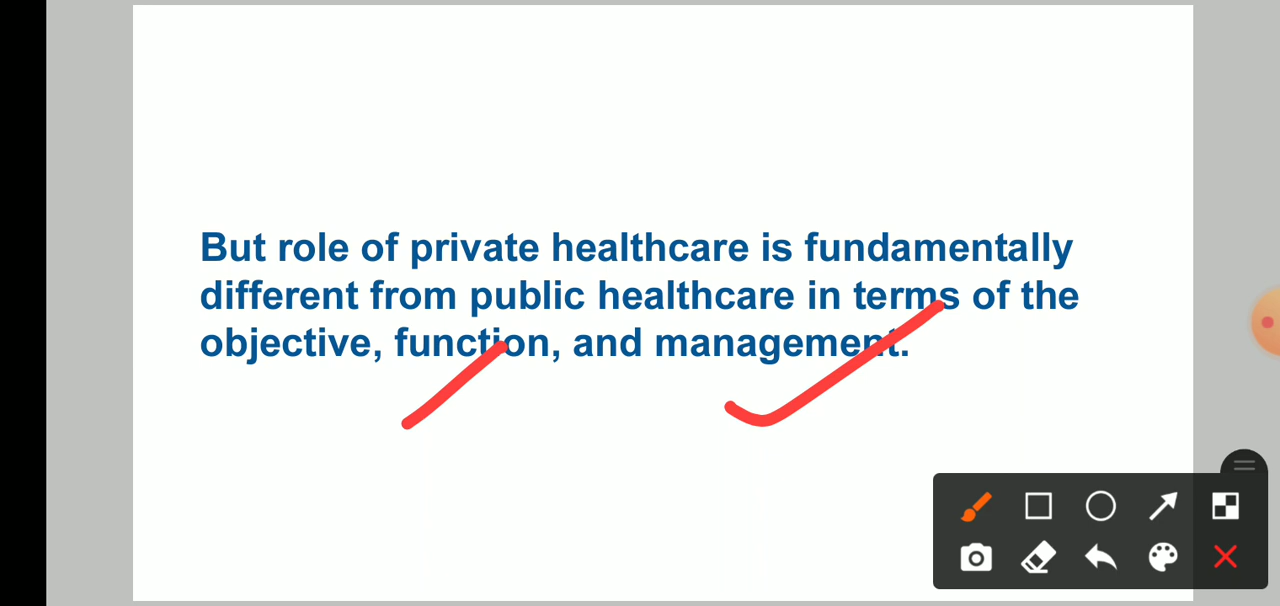 But role of private healthcare is fundamentally
different from public healthcare in terms of the
objective, function, and management.